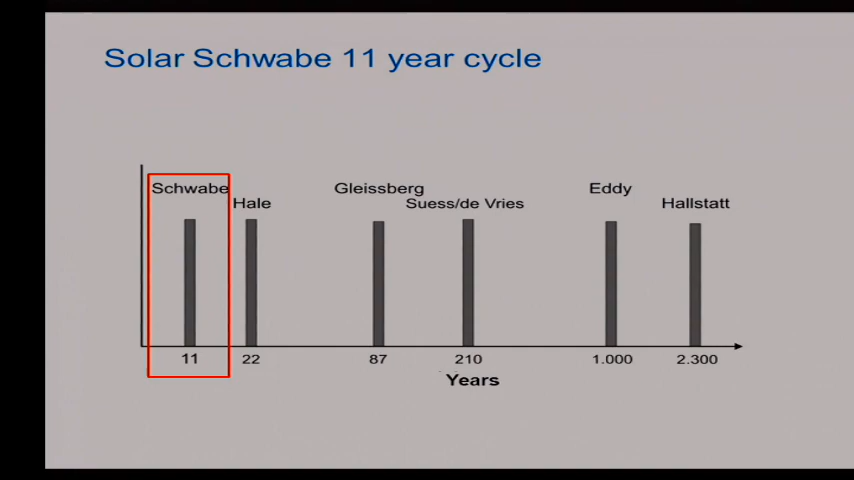 Solar Schwabe 11 year cycle
Schwabe
Hale
Gleissberg
Suess/de Vries
Eddy
Hallstatt
11 22 87 210 1.000 2.300
Years